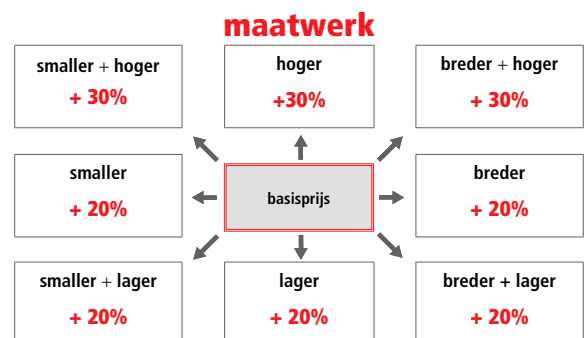 maatwerk
smaller + hoger
+ 30%
hoger
+30%
breder + hoger
+ 30%
smaller
+ 20%
basisprijs
breder
+ 20%
smaller + lager
+ 20%
lager
+ 20%
breder + lager
+ 20%